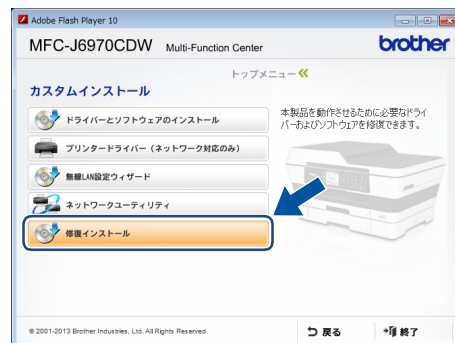 Adobe Flash Player 10
MFC-J6970CDW Multi-Function Center
brother
トップメニュー
カスタムインストール
ドライバーとソフトウェアのインストール
プリンタードライバー（ネットワーク対応のみ）
無線LAN設定ウィザード
ネットワークユーティリティ
修復インストール
本製品を動作させるために必要なドライ
バーおよびソフトウェアを修復できます。
© 2001-2013 Brother Industries, Ltd. All Rights Reserved.
戻る
終了